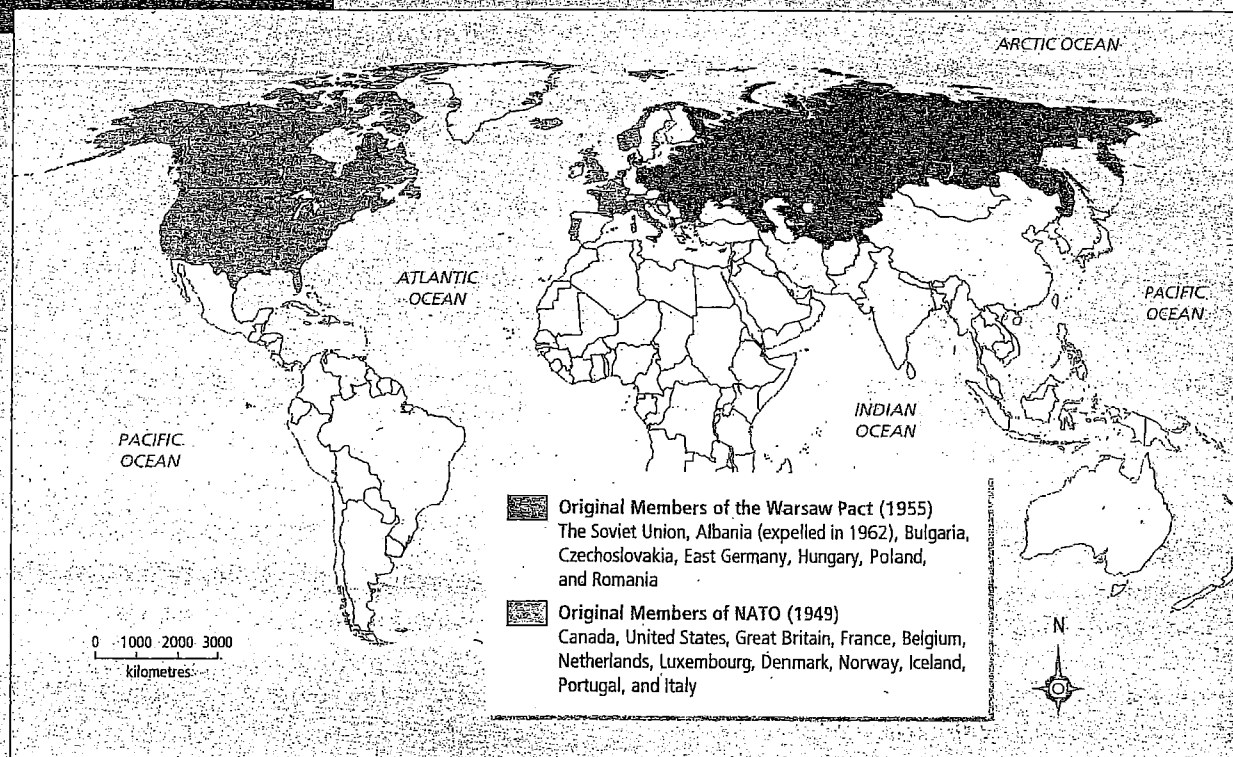 ARCTIC OCEAN
ATLANTIC
OCEAN
PACIFIC
OCEAN
PACIFIC
OCEAN
INDIAN
OCEAN
Original Members of the Warsaw Pact (1955)
The Soviet Union, Albania (expelled in 1962), Bulgaria,
Czechoslovakia, East Germany, Hungary, Poland,
and Romania
Original Members of NATO (1949)
Canada, United States, Great Britain, France, Belgium,
Netherlands, Luxembourg, Denmark, Norway, Iceland,
Portugal, and Italy
0 1000 2000 3000
kilometres
N